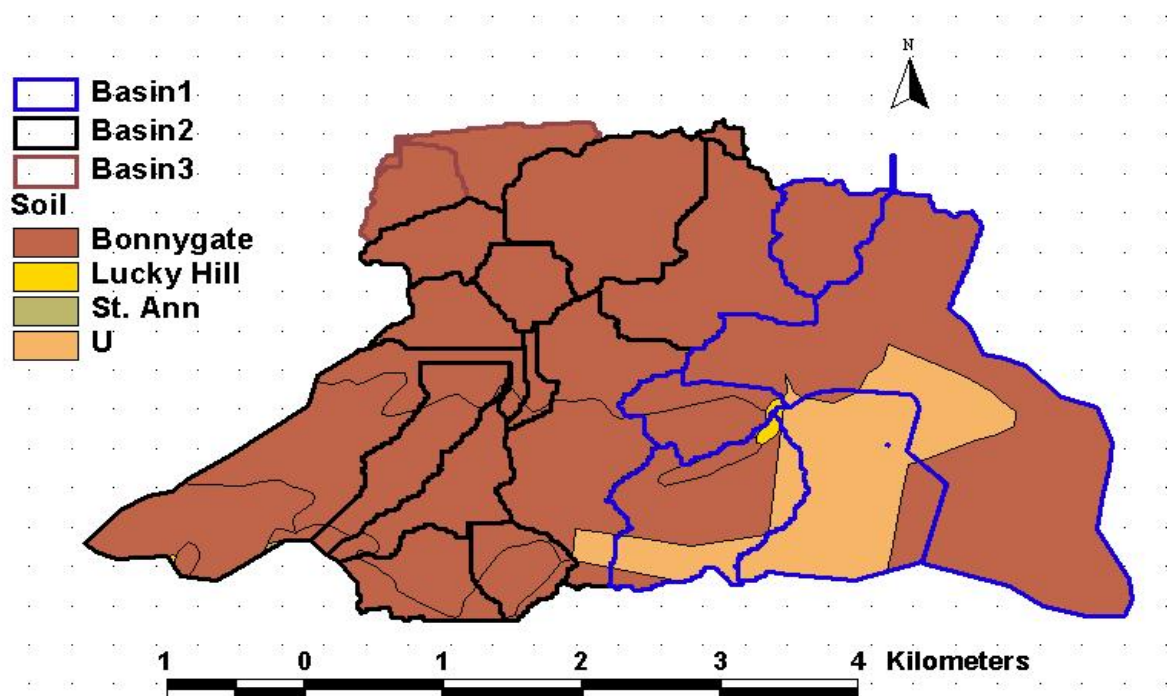 N
Basin1
Basin2
Basin3
Soil
Bonnygate
Lucky Hill
St. Ann
U
1 0 1 2 3 4 Kilometers